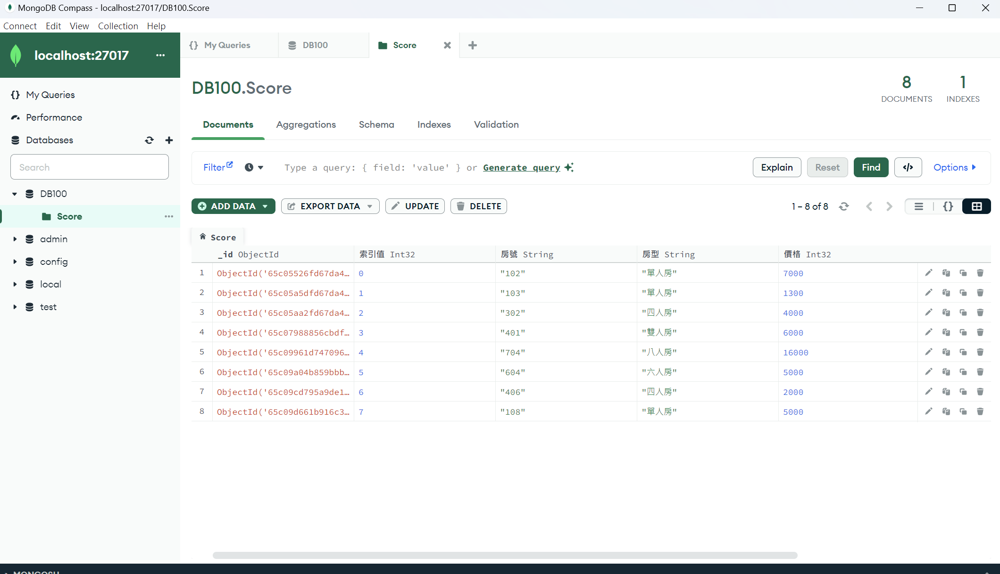 MongoDB Compass - localhost:27017/DB100.Score
Connect Edit View Collection Help
localhost:27017
My Queries
Performance
Databases
Search
DB100
Score
admin
config
local
test
My Queries DB100 Score
DB100.Score
8 DOCUMENTS
1 INDEXES
Documents Aggregations Schema Indexes Validation
Filter Type a query: { field: 'value' } or Generate query Explain Reset Find </> Options
ADD DATA EXPORT DATA UPDATE DELETE 1 – 8 of 8 {}
Score
_id ObjectId 索引值 Int32 房號 String 房型 String 價格 Int32
1 ObjectId('65c05526fd67da4… 0 "102" "單人房" 7000
2 ObjectId('65c05a5dfd67da4… 1 "103" "單人房" 1300
3 ObjectId('65c05aa2fd67da4… 2 "302" "四人房" 4000
4 ObjectId('65c07988856cbdf… 3 "401" "雙人房" 6000
5 ObjectId('65c09961d747096… 4 "704" "八人房" 16000
6 ObjectId('65c09a04b859bbb… 5 "604" "六人房" 5000
7 ObjectId('65c09cd795a9de1… 6 "406" "四人房" 2000
8 ObjectId('65c09d661b916c3… 7 "108" "單人房" 5000
MONGOSH